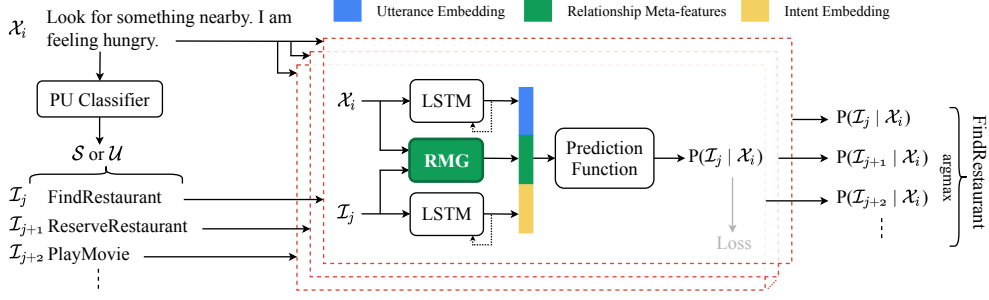 Utterance Embedding
Relationship Meta-features
Intent Embedding
𝒳ᵢ Look for something nearby. I am
feeling hungry.
PU Classifier
𝒮 or 𝒰
ℐⱼ FindRestaurant
ℐⱼ₊₁ ReserveRestaurant
ℐⱼ₊₂ PlayMovie
𝒳ᵢ
LSTM
RMG
ℐⱼ
LSTM
Prediction
Function
P(ℐⱼ | 𝒳ᵢ)
Loss
P(ℐⱼ | 𝒳ᵢ)
P(ℐⱼ₊₁ | 𝒳ᵢ)
P(ℐⱼ₊₂ | 𝒳ᵢ)
argmax
FindRestaurant